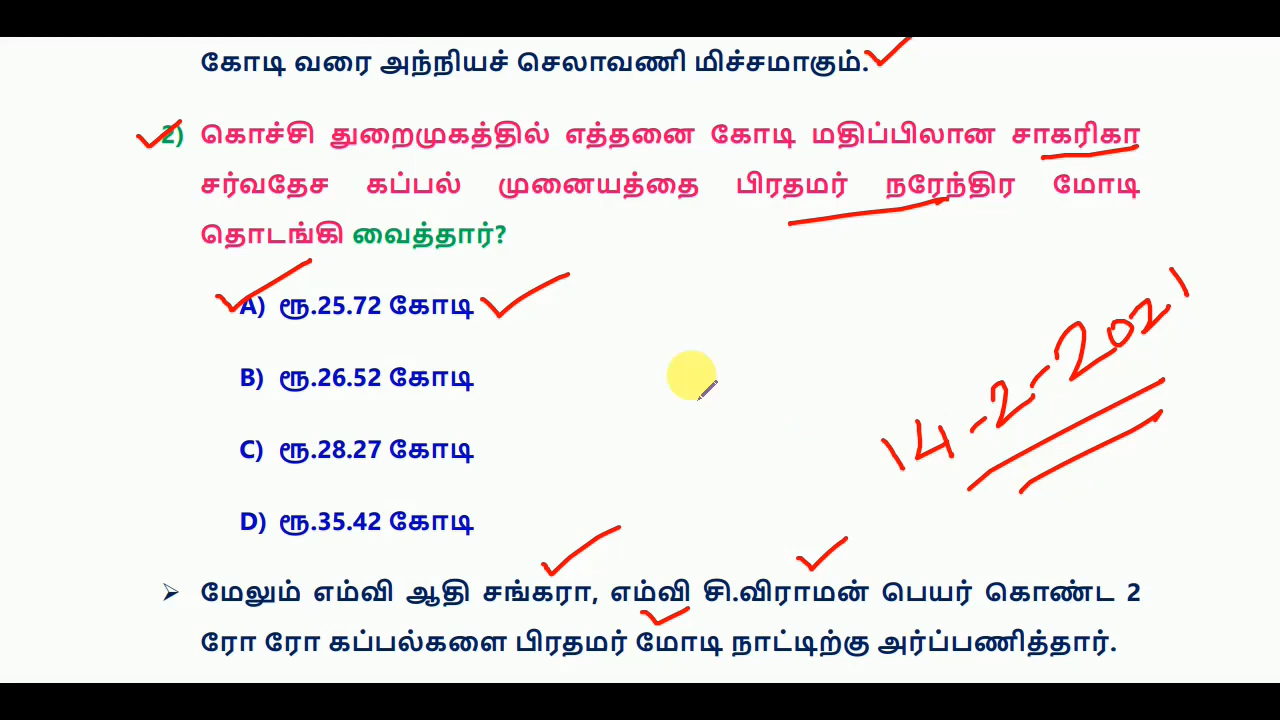 கோடி வரை அந்நியச் செலாவணி மிச்சமாகும்.
2) கொச்சி துறைமுகத்தில் எத்தனை கோடி மதிப்பிலான சாகரிகா
சர்வதேச கப்பல் முனையத்தை பிரதமர் நரேந்திர மோடி
தொடங்கி வைத்தார்?
A) ரூ.25.72 கோடி
B) ரூ.26.52 கோடி
C) ரூ.28.27 கோடி
D) ரூ.35.42 கோடி
14-2-2021
➢ மேலும் எம்வி ஆதி சங்கரா, எம்வி சி.விராமன் பெயர் கொண்ட 2
ரோ ரோ கப்பல்களை பிரதமர் மோடி நாட்டிற்கு அர்ப்பணித்தார்.